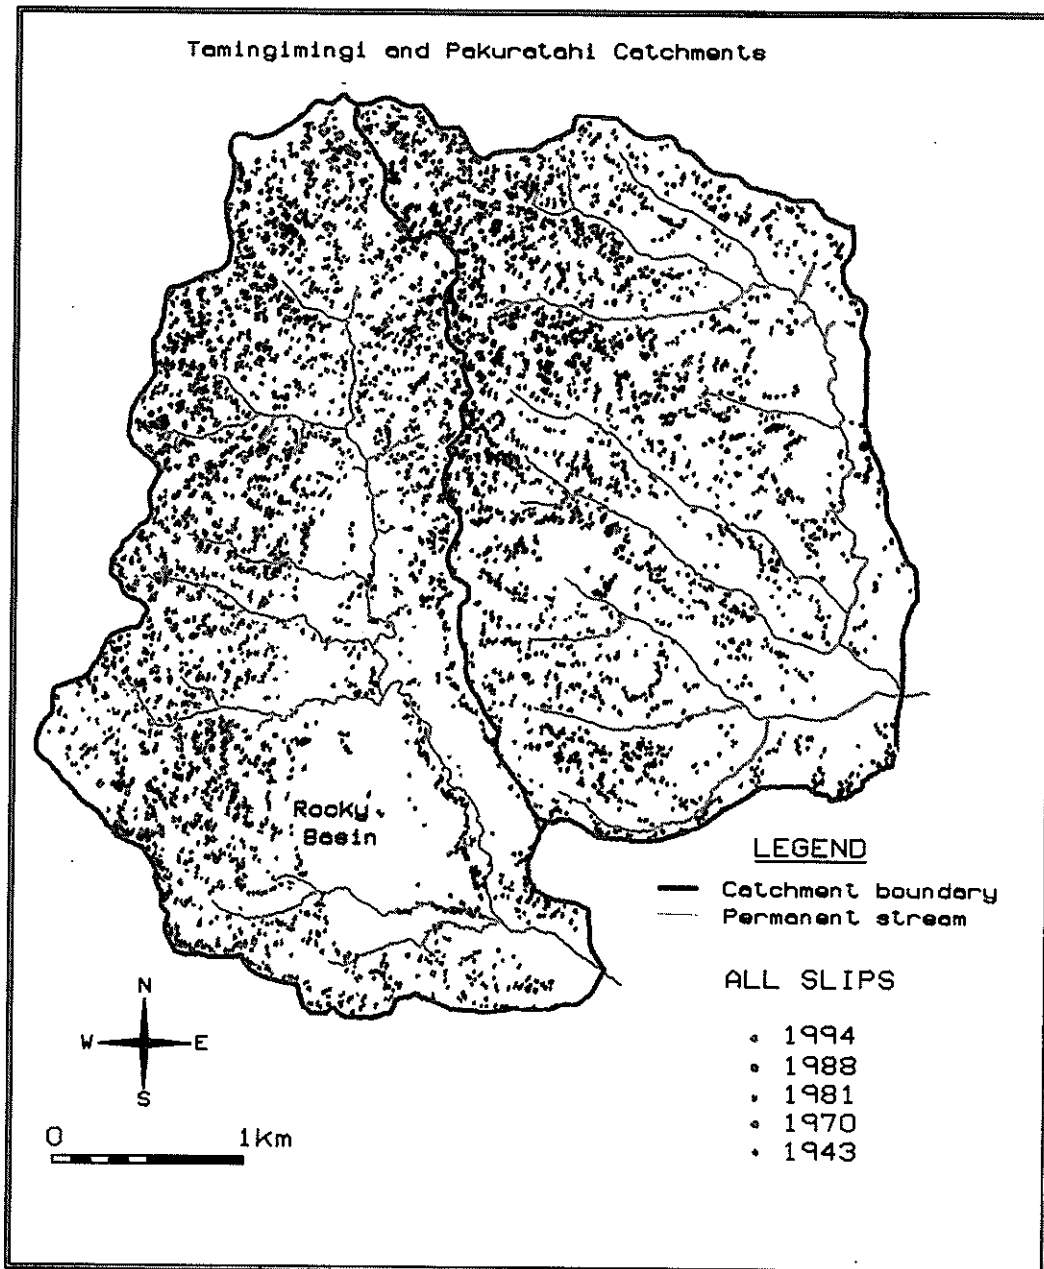 Tamingimingi and Pakuratahi Catchments
Rocky
Basin
LEGEND
Catchment boundary
Permanent stream
ALL SLIPS
1994
1988
1981
1970
1943
N
W E
S
0 1Km